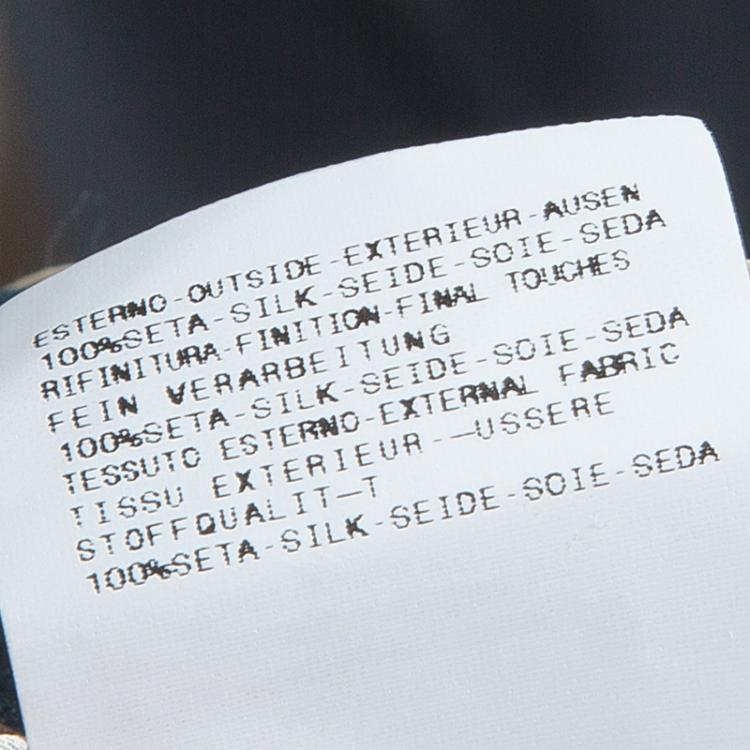 ESTERNO-OUTSIDE-EXTERIEUR-AUSEN
100%SETA-SILK-SEIDE-SOIE-SEDA
RIFINITURA-FINITION-FINAL TOUCHES
FEIN VERARBEITUNG
100%SETA-SILK-SEIDE-SOIE-SEDA
TESSUTO ESTERNO-EXTERNAL FABRIC
TISSU EXTERIEUR-—USSERE
STOFFQUALIT—T
100%SETA-SILK-SEIDE-SOIE-SEDA